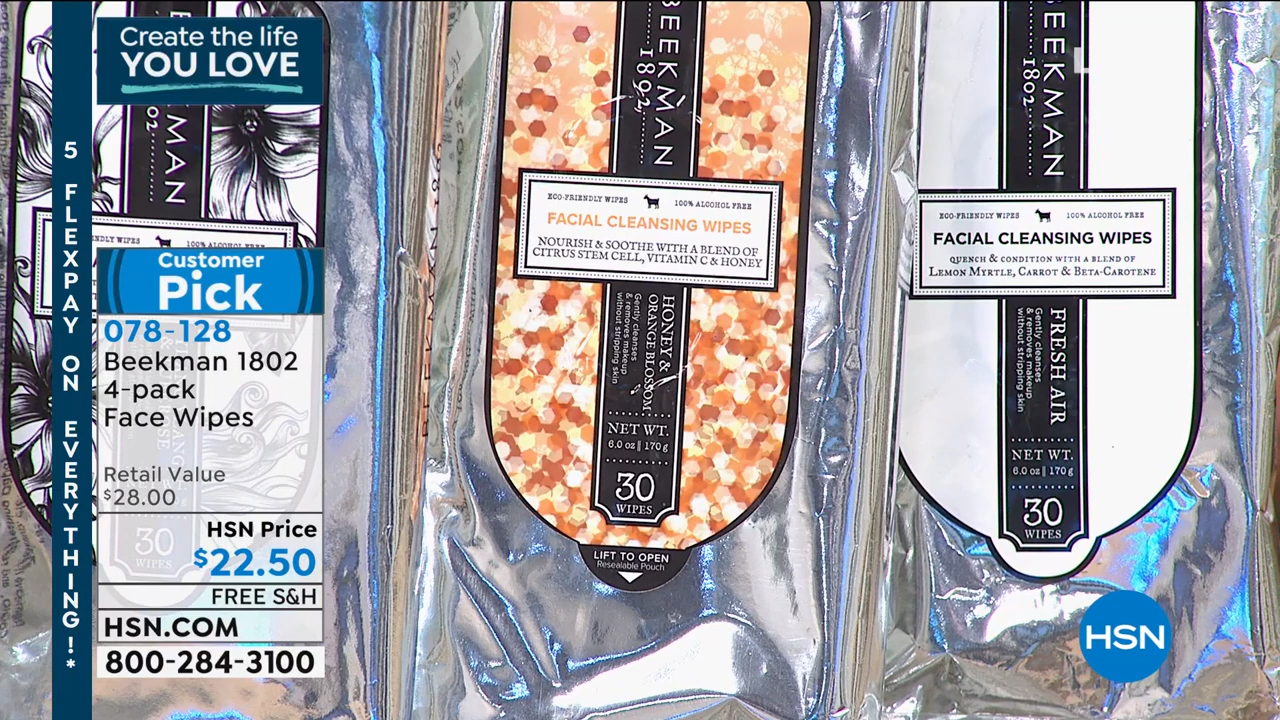 Create the life
YOU LOVE
5 FLEXPAY ON EVERYTHING!*
Customer
Pick
078-128
Beekman 1802
4-pack
Face Wipes
Retail Value
$28.00
HSN Price
$22.50
FREE S&H
HSN.COM
800-284-3100
100% ALCOHOL FREE
30
WIPES
BEEKMAN
1802
ECO-FRIENDLY WIPES 100% ALCOHOL FREE
FACIAL CLEANSING WIPES
NOURISH & SOOTHE WITH A BLEND OF
CITRUS STEM CELL, VITAMIN C & HONEY
HONEY &
ORANGE BLOSSOM
Gently cleanses
& removes makeup
without stripping skin
NET WT.
6.0 oz || 170 g
30
WIPES
LIFT TO OPEN
Resealable Pouch
BEEKMAN
1802
ECO-FRIENDLY WIPES 100% ALCOHOL FREE
FACIAL CLEANSING WIPES
QUENCH & CONDITION WITH A BLEND OF
LEMON MYRTLE, CARROT & BETA-CAROTENE
FRESH AIR
Gently cleanses
& removes makeup
without stripping skin
NET WT.
6.0 oz || 170 g
30
WIPES
HSN